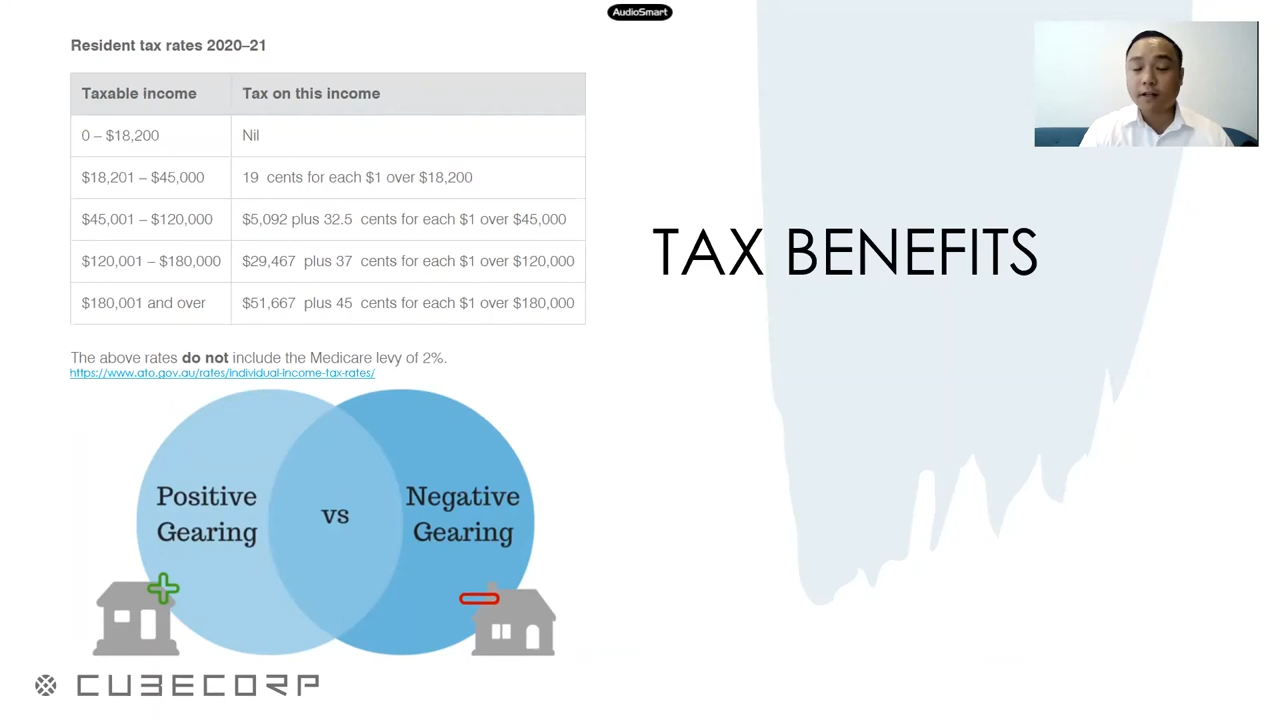 AudioSmart
Resident tax rates 2020–21
Taxable income Tax on this income
0 – $18,200 Nil
$18,201 – $45,000 19 cents for each $1 over $18,200
$45,001 – $120,000 $5,092 plus 32.5 cents for each $1 over $45,000
$120,001 – $180,000 $29,467 plus 37 cents for each $1 over $120,000
$180,001 and over $51,667 plus 45 cents for each $1 over $180,000
The above rates do not include the Medicare levy of 2%.
https://www.ato.gov.au/rates/individual-income-tax-rates/
TAX BENEFITS
Positive
Gearing
vs
Negative
Gearing
CUBECORP